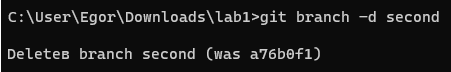 C:\User\Egor\Downloads\lab1>git branch -d second
Deleteв branch second (was a76b0f1)